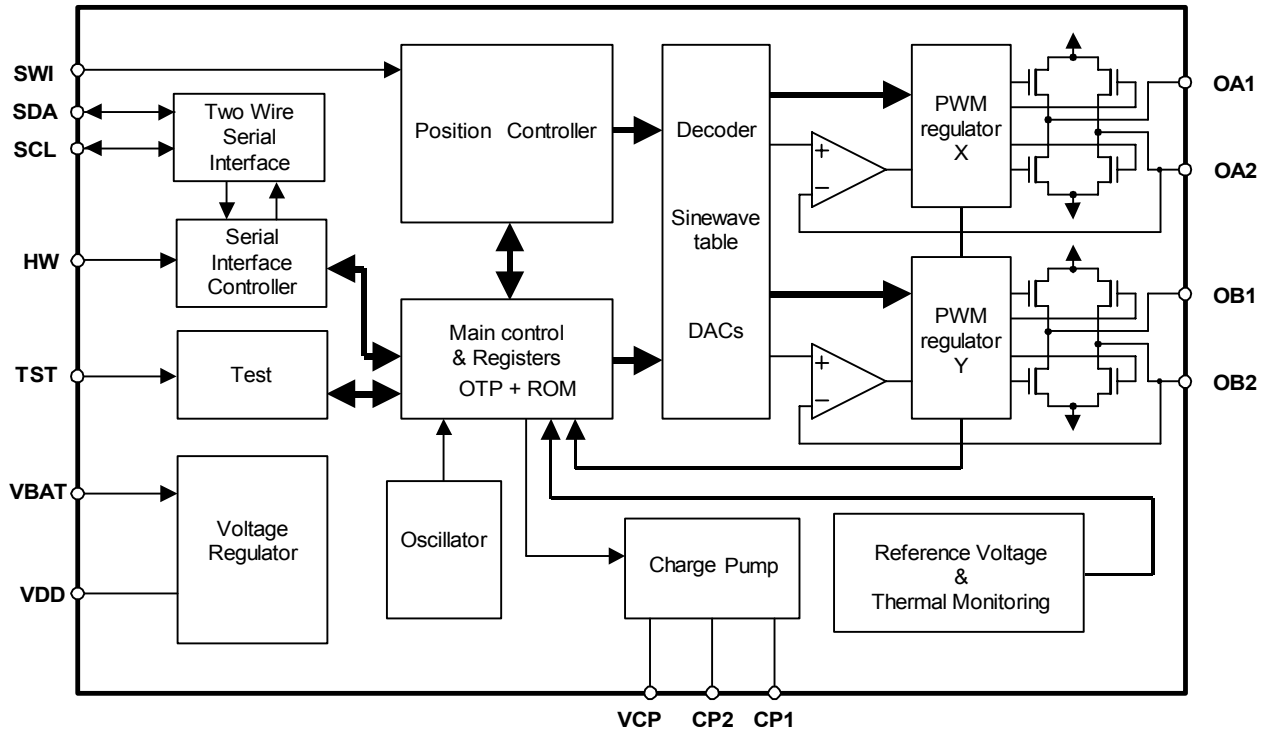 SWI
SDA
SCL
HW
TST
VBAT
VDD
Two Wire
Serial
Interface
Serial
Interface
Controller
Test
Voltage
Regulator
Position Controller
Main control
& Registers
OTP + ROM
Oscillator
Decoder
Sinewave
table
DACs
+
−
+
−
PWM
regulator
X
PWM
regulator
Y
Charge Pump
Reference Voltage
&
Thermal Monitoring
OA1
OA2
OB1
OB2
VCP
CP2
CP1